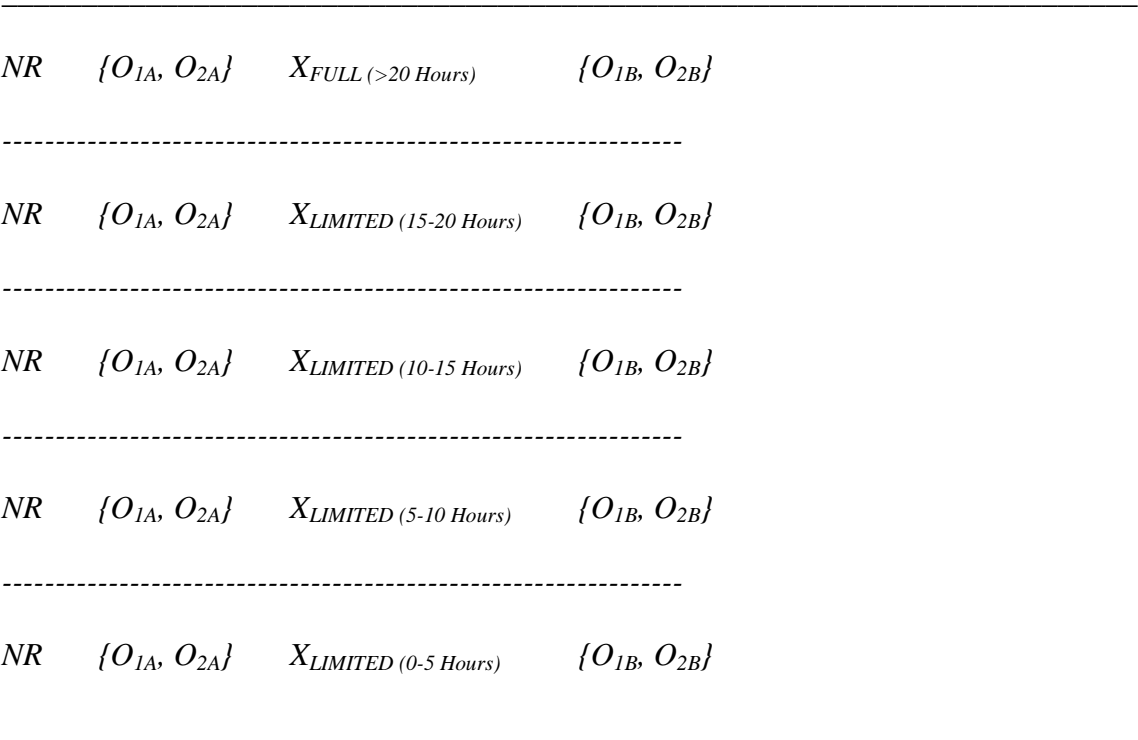 NR {O1A, O2A} XFULL (>20 Hours) {O1B, O2B}
----------------------------------------------------------------
NR {O1A, O2A} XLIMITED (15-20 Hours) {O1B, O2B}
----------------------------------------------------------------
NR {O1A, O2A} XLIMITED (10-15 Hours) {O1B, O2B}
----------------------------------------------------------------
NR {O1A, O2A} XLIMITED (5-10 Hours) {O1B, O2B}
----------------------------------------------------------------
NR {O1A, O2A} XLIMITED (0-5 Hours) {O1B, O2B}